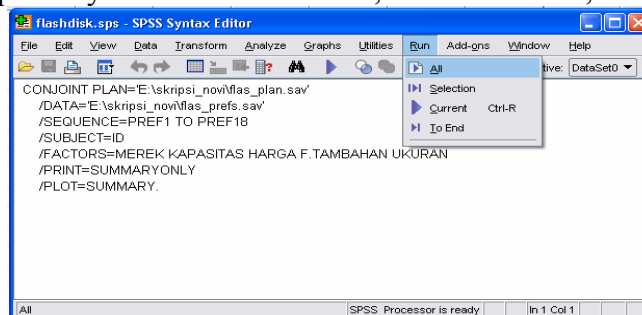 flashdisk.sps - SPSS Syntax Editor
File Edit View Data Transform Analyze Graphs Utilities Run Add-ons Window Help
tive: DataSet0
All
Selection
Current Ctrl-R
To End
CONJOINT PLAN='E:\skripsi_novi\flas_plan.sav'
/DATA='E:\skripsi_novi\flas_prefs.sav'
/SEQUENCE=PREF1 TO PREF18
/SUBJECT=ID
/FACTORS=MEREK KAPASITAS HARGA F.TAMBAHAN UKURAN
/PRINT=SUMMARYONLY
/PLOT=SUMMARY.
All SPSS Processor is ready In 1 Col 1